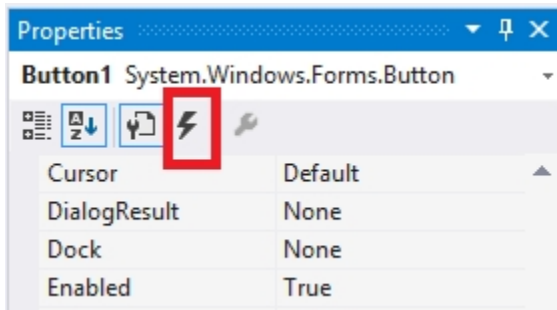 Properties
Button1 System.Windows.Forms.Button
Cursor Default
DialogResult None
Dock None
Enabled True